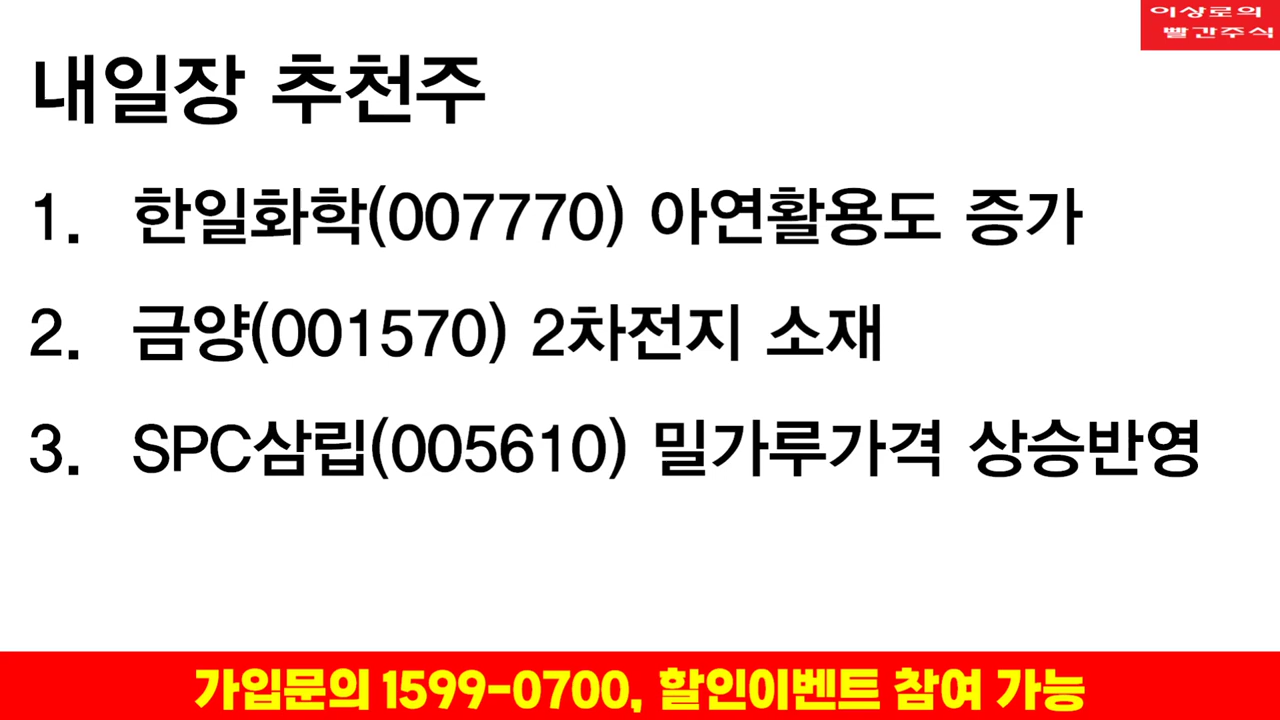 이상로의
빨간주식
내일장 추천주
1. 한일화학(007770) 아연활용도 증가
2. 금양(001570) 2차전지 소재
3. SPC삼립(005610) 밀가루가격 상승반영
가입문의 1599-0700, 할인이벤트 참여 가능